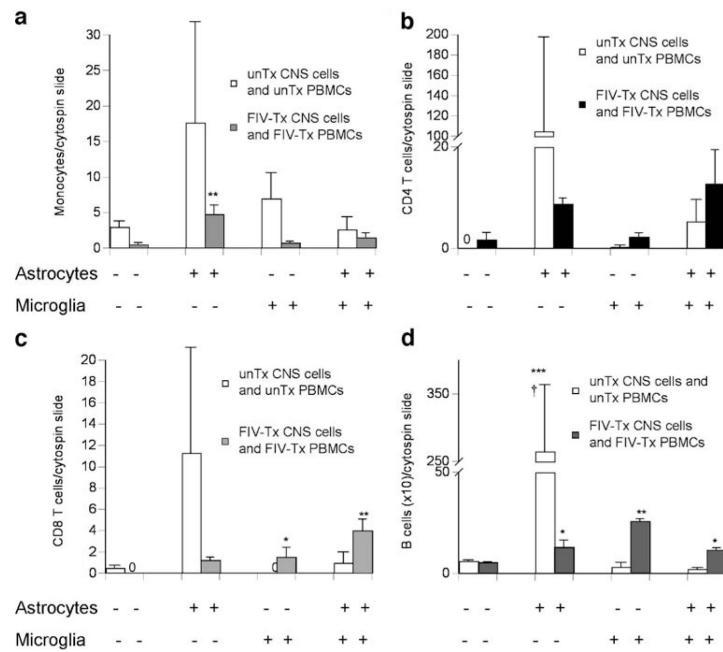 a
Monocytes/cytospin slide
30
25
20
15
10
5
0
unTx CNS cells
and unTx PBMCs
FIV-Tx CNS cells
and FIV-Tx PBMCs
**
Astrocytes - - + + - - + +
Microglia - - - - + + + +
b
CD4 T cells/cytospin slide
200
180
160
140
120
100
20
0
unTx CNS cells
and unTx PBMCs
FIV-Tx CNS cells
and FIV-Tx PBMCs
0
- - + + - - + +
- - - - + + + +
c
CD8 T cells/cytospin slide
20
18
16
14
12
10
8
6
4
2
0
unTx CNS cells
and unTx PBMCs
FIV-Tx CNS cells
and FIV-Tx PBMCs
0
0
*
**
Astrocytes - - + + - - + +
Microglia - - - - + + + +
d
B cells (x10)/cytospin slide
350
250
50
0
***
†
unTx CNS cells and
unTx PBMCs
FIV-Tx CNS cells
and FIV-Tx PBMCs
*
**
*
- - + + - - + +
- - - - + + + +